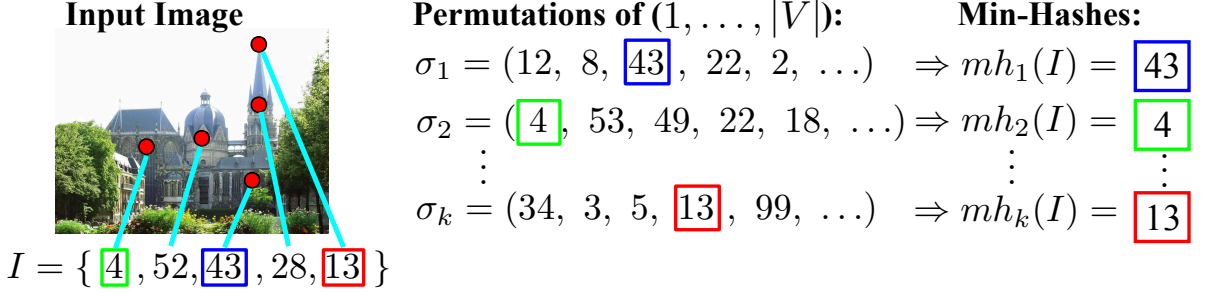 Input Image
I = { 4 , 52, 43 , 28, 13 }
Permutations of (1, . . . , |V|):
σ₁ = (12, 8, 43 , 22, 2, . . .)
σ₂ = ( 4 , 53, 49, 22, 18, . . .)
⋮
σₖ = (34, 3, 5, 13 , 99, . . .)
Min-Hashes:
⇒ mh₁(I) = 43
⇒ mh₂(I) = 4
⋮ ⋮
⇒ mhₖ(I) = 13